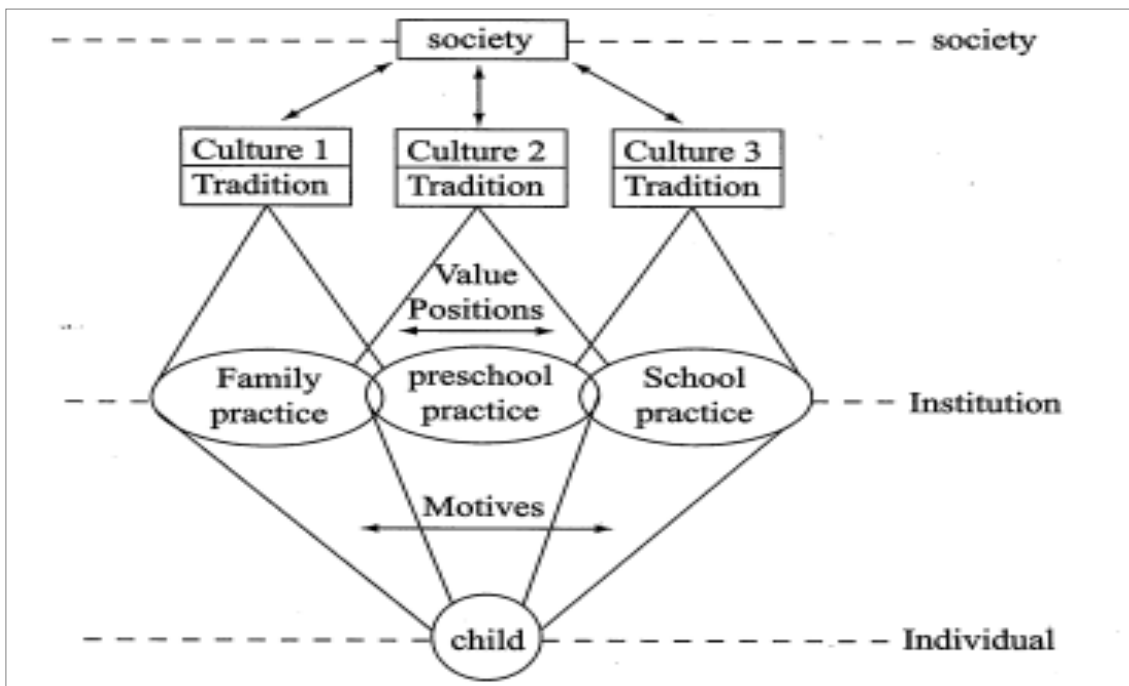 society
society
Culture 1
Tradition
Culture 2
Tradition
Culture 3
Tradition
Value
Positions
Family
practice
preschool
practice
School
practice
Institution
Motives
child
Individual